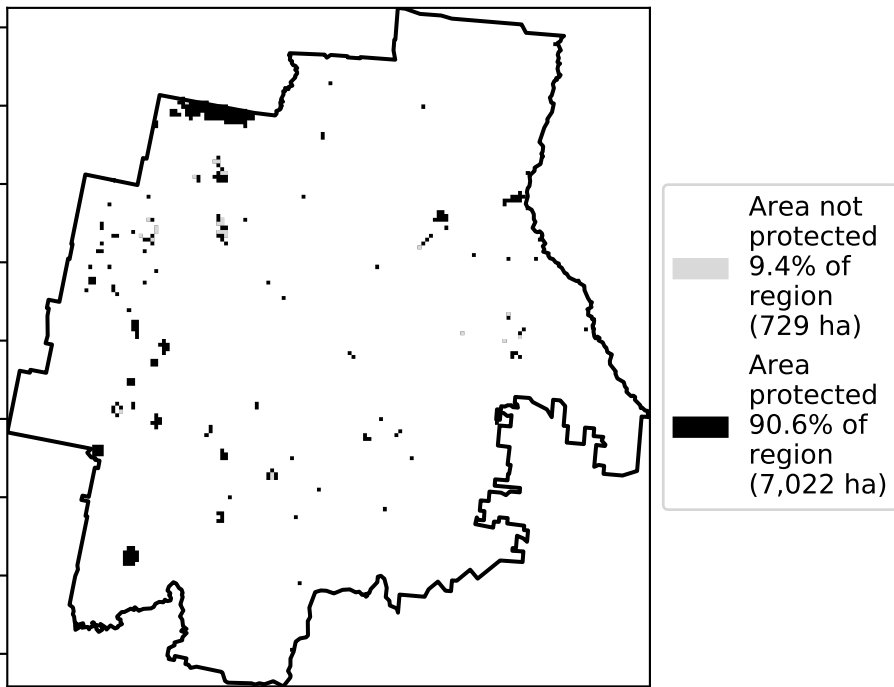 Area not
protected
9.4% of
region
(729 ha)
Area
protected
90.6% of
region
(7,022 ha)